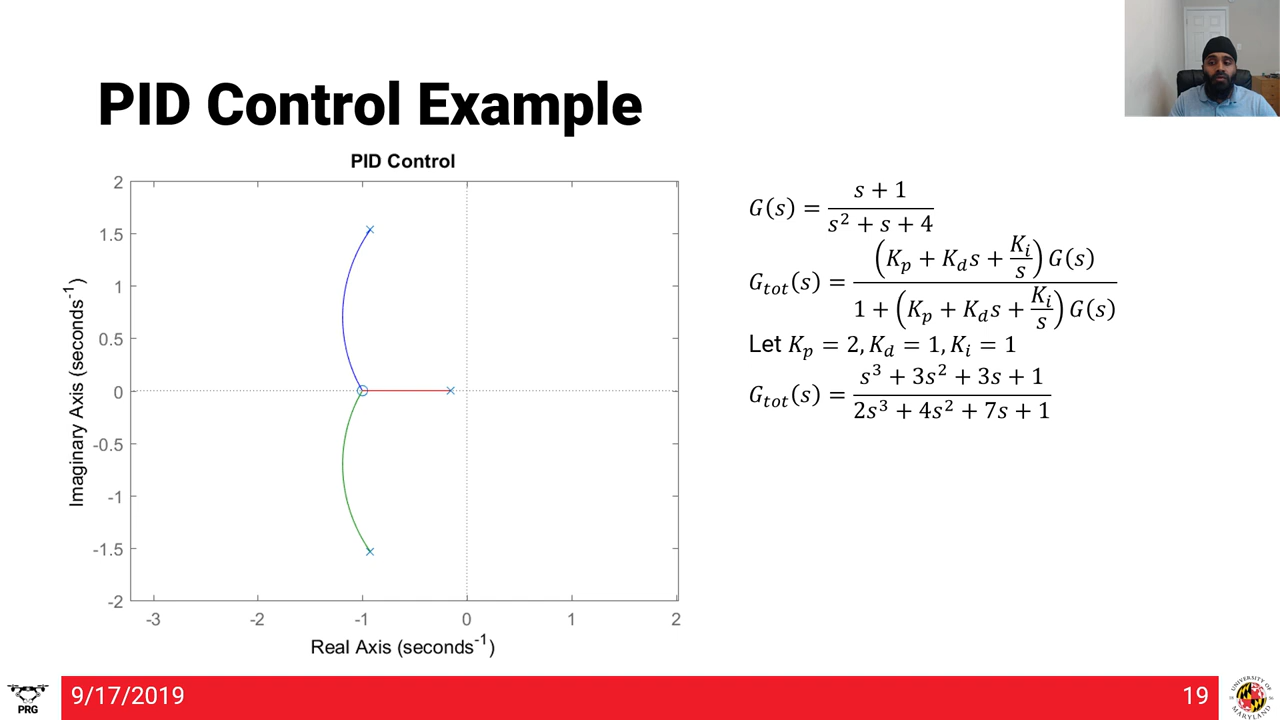 PID Control Example
PID Control
2
1.5
1
0.5
0
-0.5
-1
-1.5
-2
-3
-2
-1
0
1
2
Imaginary Axis (seconds⁻¹)
Real Axis (seconds⁻¹)
G(s) = (s + 1)/(s² + s + 4)
G_tot(s) = ((K_p + K_d s + K_i/s) G(s))/(1 + (K_p + K_d s + K_i/s) G(s))
Let K_p = 2, K_d = 1, K_i = 1
G_tot(s) = (s³ + 3s² + 3s + 1)/(2s³ + 4s² + 7s + 1)
PRG
9/17/2019
19
UNIVERSITY OF
MARYLAND